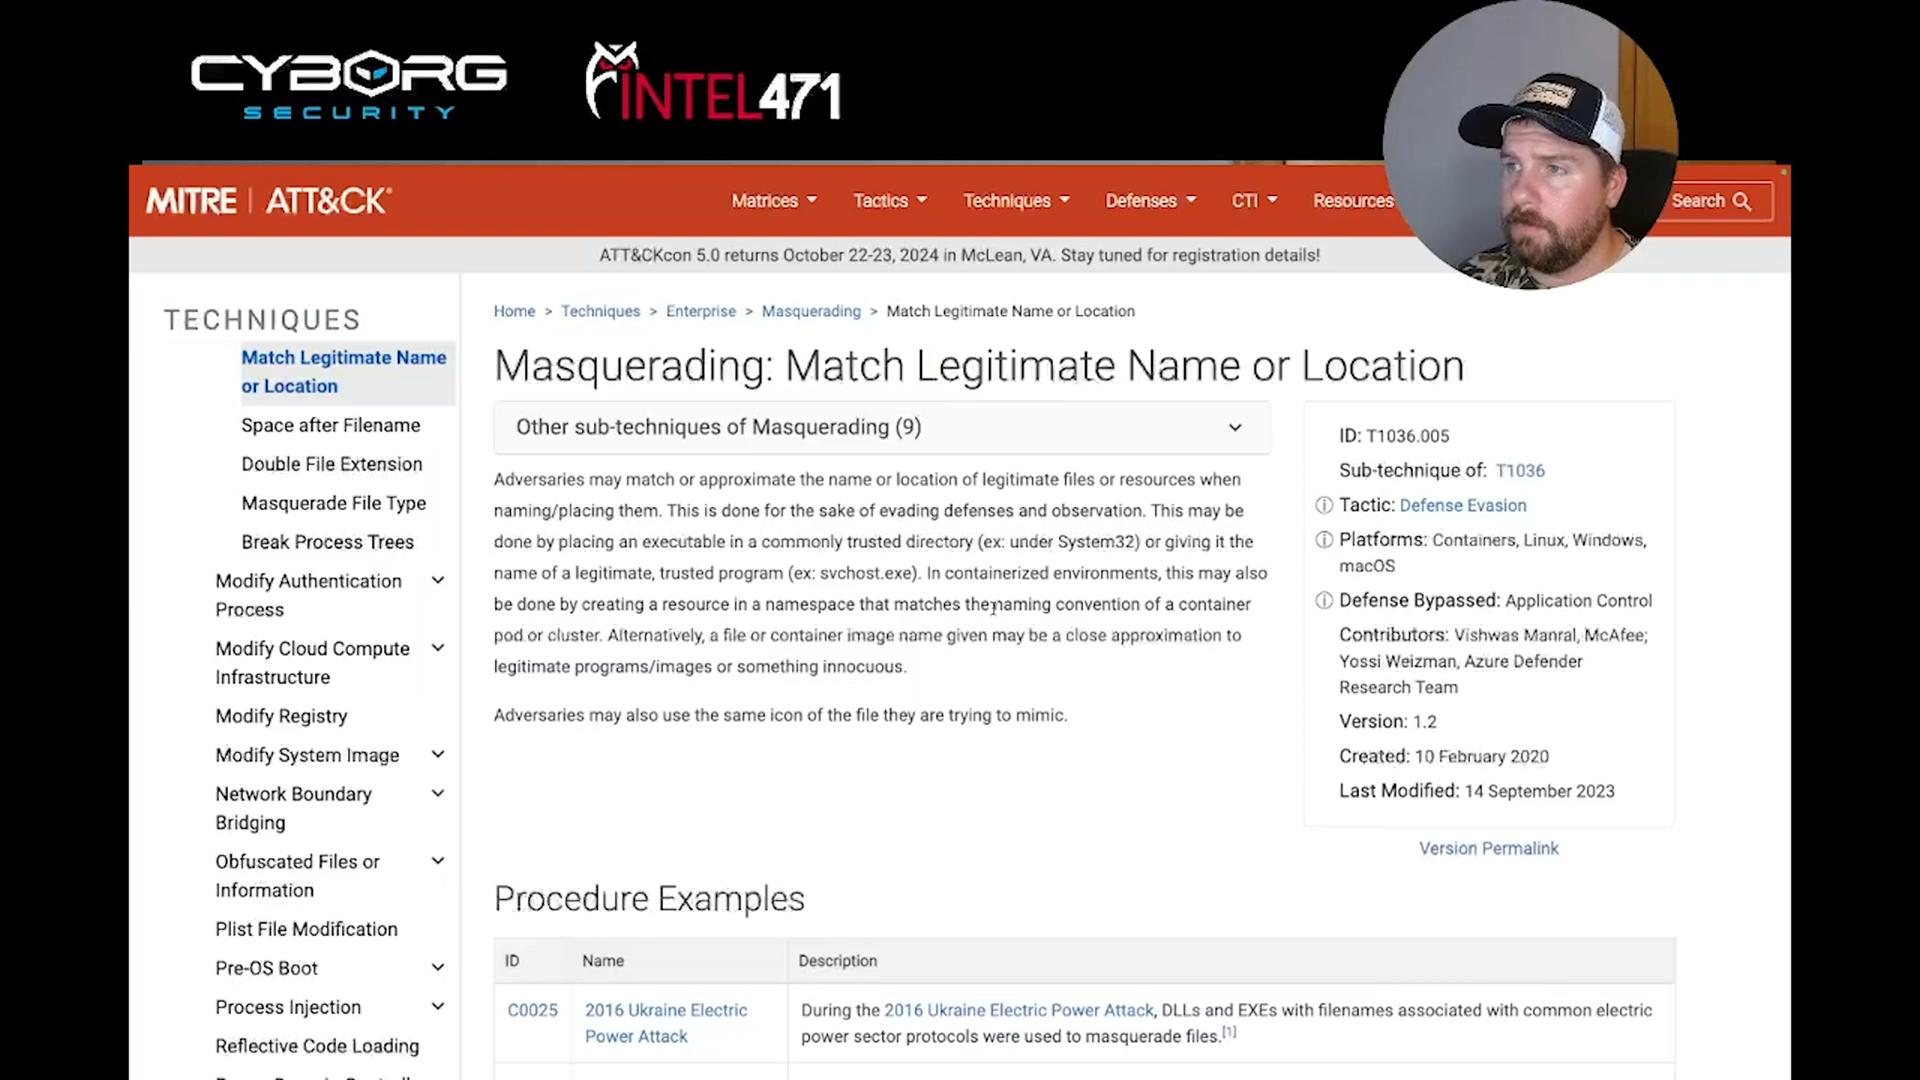 CYBORG
SECURITY
INTEL471
CYBORG
MITRE | ATT&CK®
Matrices
Tactics
Techniques
Defenses
CTI
Resources
Search
ATT&CKcon 5.0 returns October 22-23, 2024 in McLean, VA. Stay tuned for registration details!
TECHNIQUES
Match Legitimate Name
or Location
Space after Filename
Double File Extension
Masquerade File Type
Break Process Trees
Modify Authentication
Process
Modify Cloud Compute
Infrastructure
Modify Registry
Modify System Image
Network Boundary
Bridging
Obfuscated Files or
Information
Plist File Modification
Pre-OS Boot
Process Injection
Reflective Code Loading
Home > Techniques > Enterprise > Masquerading > Match Legitimate Name or Location
Masquerading: Match Legitimate Name or Location
Other sub-techniques of Masquerading (9)
Adversaries may match or approximate the name or location of legitimate files or resources when
naming/placing them. This is done for the sake of evading defenses and observation. This may be
done by placing an executable in a commonly trusted directory (ex: under System32) or giving it the
name of a legitimate, trusted program (ex: svchost.exe). In containerized environments, this may also
be done by creating a resource in a namespace that matches the naming convention of a container
pod or cluster. Alternatively, a file or container image name given may be a close approximation to
legitimate programs/images or something innocuous.
Adversaries may also use the same icon of the file they are trying to mimic.
ID: T1036.005
Sub-technique of: T1036
Tactic: Defense Evasion
Platforms: Containers, Linux, Windows,
macOS
Defense Bypassed: Application Control
Contributors: Vishwas Manral, McAfee;
Yossi Weizman, Azure Defender
Research Team
Version: 1.2
Created: 10 February 2020
Last Modified: 14 September 2023
Version Permalink
Procedure Examples
ID
Name
Description
C0025
2016 Ukraine Electric
Power Attack
During the 2016 Ukraine Electric Power Attack, DLLs and EXEs with filenames associated with common electric
power sector protocols were used to masquerade files.[1]